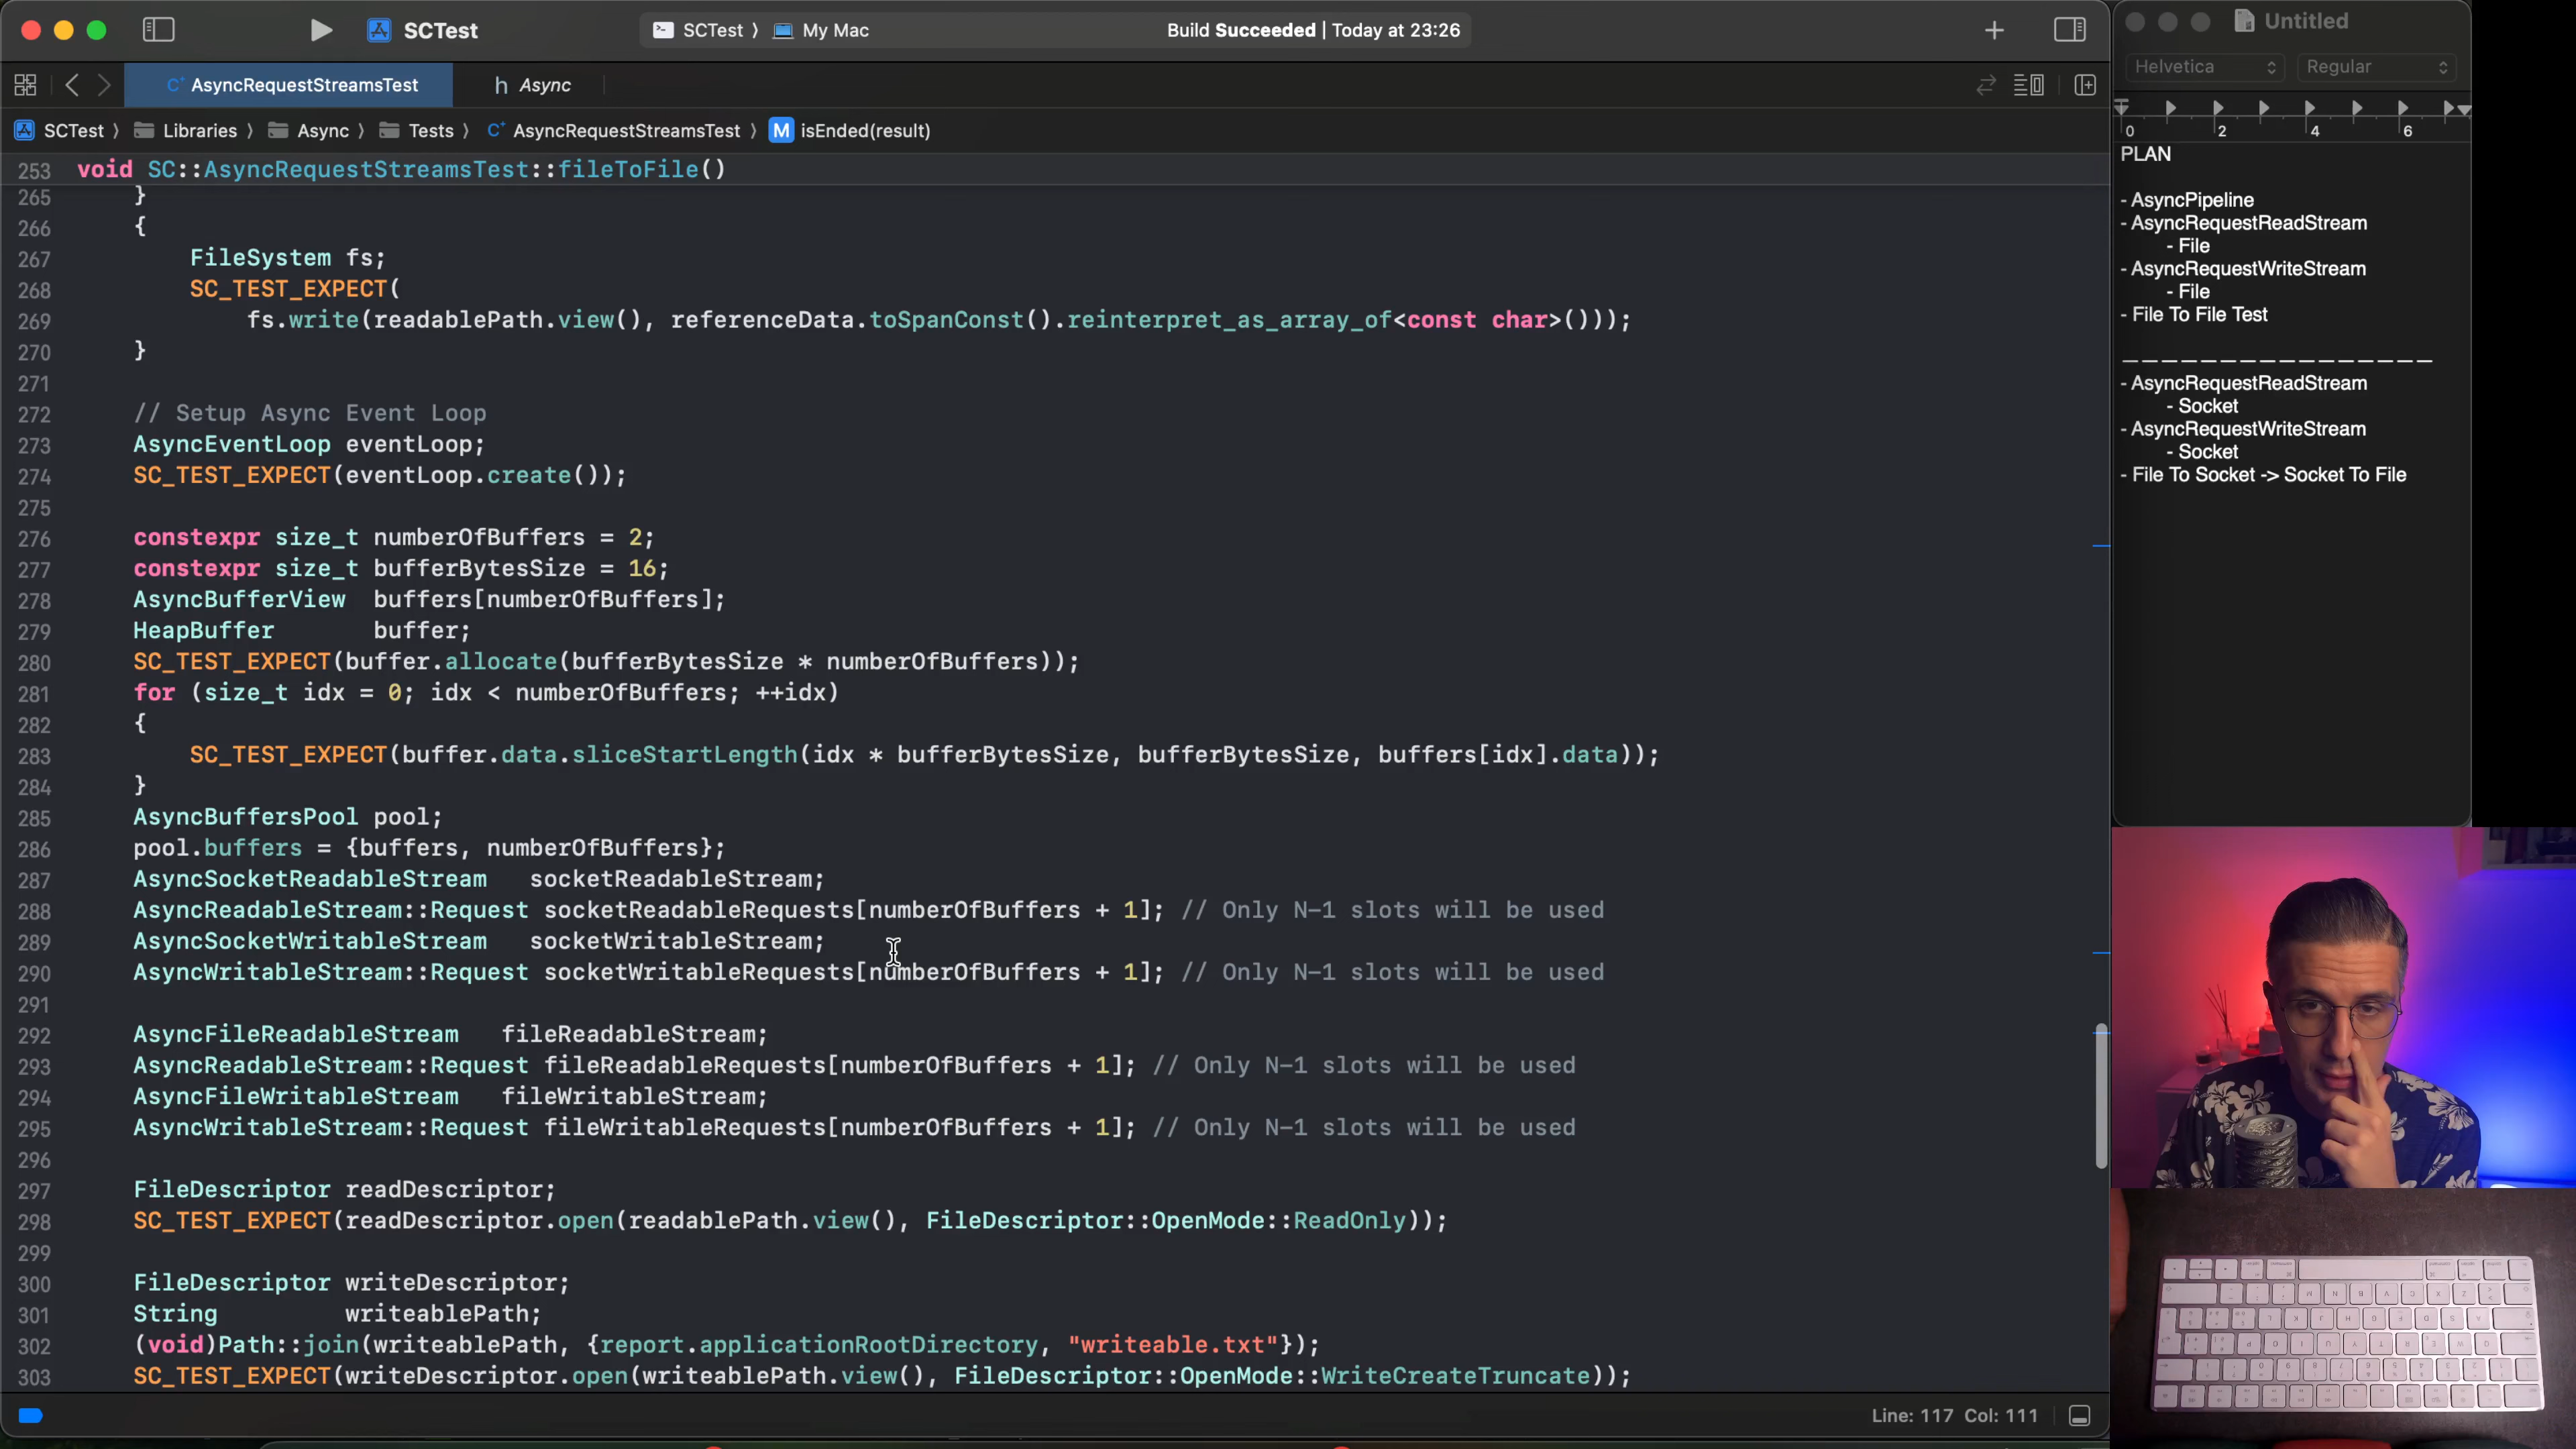 SCTest
SCTest 〉 My Mac
Build Succeeded | Today at 23:26
AsyncRequestStreamsTest
h Async
SCTest 〉 Libraries 〉 Async 〉 Tests 〉 C⁺ AsyncRequestStreamsTest 〉 M isEnded(result)
253 void SC::AsyncRequestStreamsTest::fileToFile()
265 }
266 {
267 FileSystem fs;
268 SC_TEST_EXPECT(
269 fs.write(readablePath.view(), referenceData.toSpanConst().reinterpret_as_array_of<const char>()));
270 }
271
272 // Setup Async Event Loop
273 AsyncEventLoop eventLoop;
274 SC_TEST_EXPECT(eventLoop.create());
275
276 constexpr size_t numberOfBuffers = 2;
277 constexpr size_t bufferBytesSize = 16;
278 AsyncBufferView buffers[numberOfBuffers];
279 HeapBuffer buffer;
280 SC_TEST_EXPECT(buffer.allocate(bufferBytesSize * numberOfBuffers));
281 for (size_t idx = 0; idx < numberOfBuffers; ++idx)
282 {
283 SC_TEST_EXPECT(buffer.data.sliceStartLength(idx * bufferBytesSize, bufferBytesSize, buffers[idx].data));
284 }
285 AsyncBuffersPool pool;
286 pool.buffers = {buffers, numberOfBuffers};
287 AsyncSocketReadableStream socketReadableStream;
288 AsyncReadableStream::Request socketReadableRequests[numberOfBuffers + 1]; // Only N-1 slots will be used
289 AsyncSocketWritableStream socketWritableStream;
290 AsyncWritableStream::Request socketWritableRequests[numberOfBuffers + 1]; // Only N-1 slots will be used
291
292 AsyncFileReadableStream fileReadableStream;
293 AsyncReadableStream::Request fileReadableRequests[numberOfBuffers + 1]; // Only N-1 slots will be used
294 AsyncFileWritableStream fileWritableStream;
295 AsyncWritableStream::Request fileWritableRequests[numberOfBuffers + 1]; // Only N-1 slots will be used
296
297 FileDescriptor readDescriptor;
298 SC_TEST_EXPECT(readDescriptor.open(readablePath.view(), FileDescriptor::OpenMode::ReadOnly));
299
300 FileDescriptor writeDescriptor;
301 String writeablePath;
302 (void)Path::join(writeablePath, {report.applicationRootDirectory, "writeable.txt"});
303 SC_TEST_EXPECT(writeDescriptor.open(writeablePath.view(), FileDescriptor::OpenMode::WriteCreateTruncate));
Line: 117 Col: 111
Untitled
Helvetica Regular
0 2 4 6
PLAN
- AsyncPipeline
- AsyncRequestReadStream
- File
- AsyncRequestWriteStream
- File
- File To File Test
_ _ _ _ _ _ _ _ _ _ _ _ _ _ _ _
- AsyncRequestReadStream
- Socket
- AsyncRequestWriteStream
- Socket
- File To Socket -> Socket To File